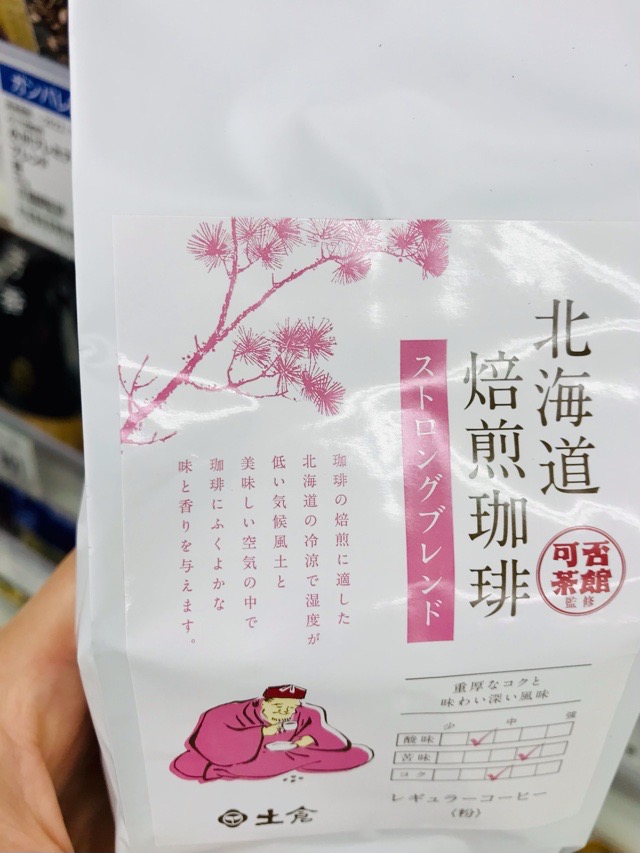 ガンバレ
北海道
焙煎珈琲
ストロングブレンド
可否
茶館
監修
珈琲の焙煎に適した
北海道の冷涼で湿度が
低い気候風土と
美味しい空気の中で
珈琲にふくよかな
味と香りを与えます。
重厚なコクと
味わい深い風味
少 中 強
酸味
苦味
コク
レギュラーコーヒー
(粉)
土倉